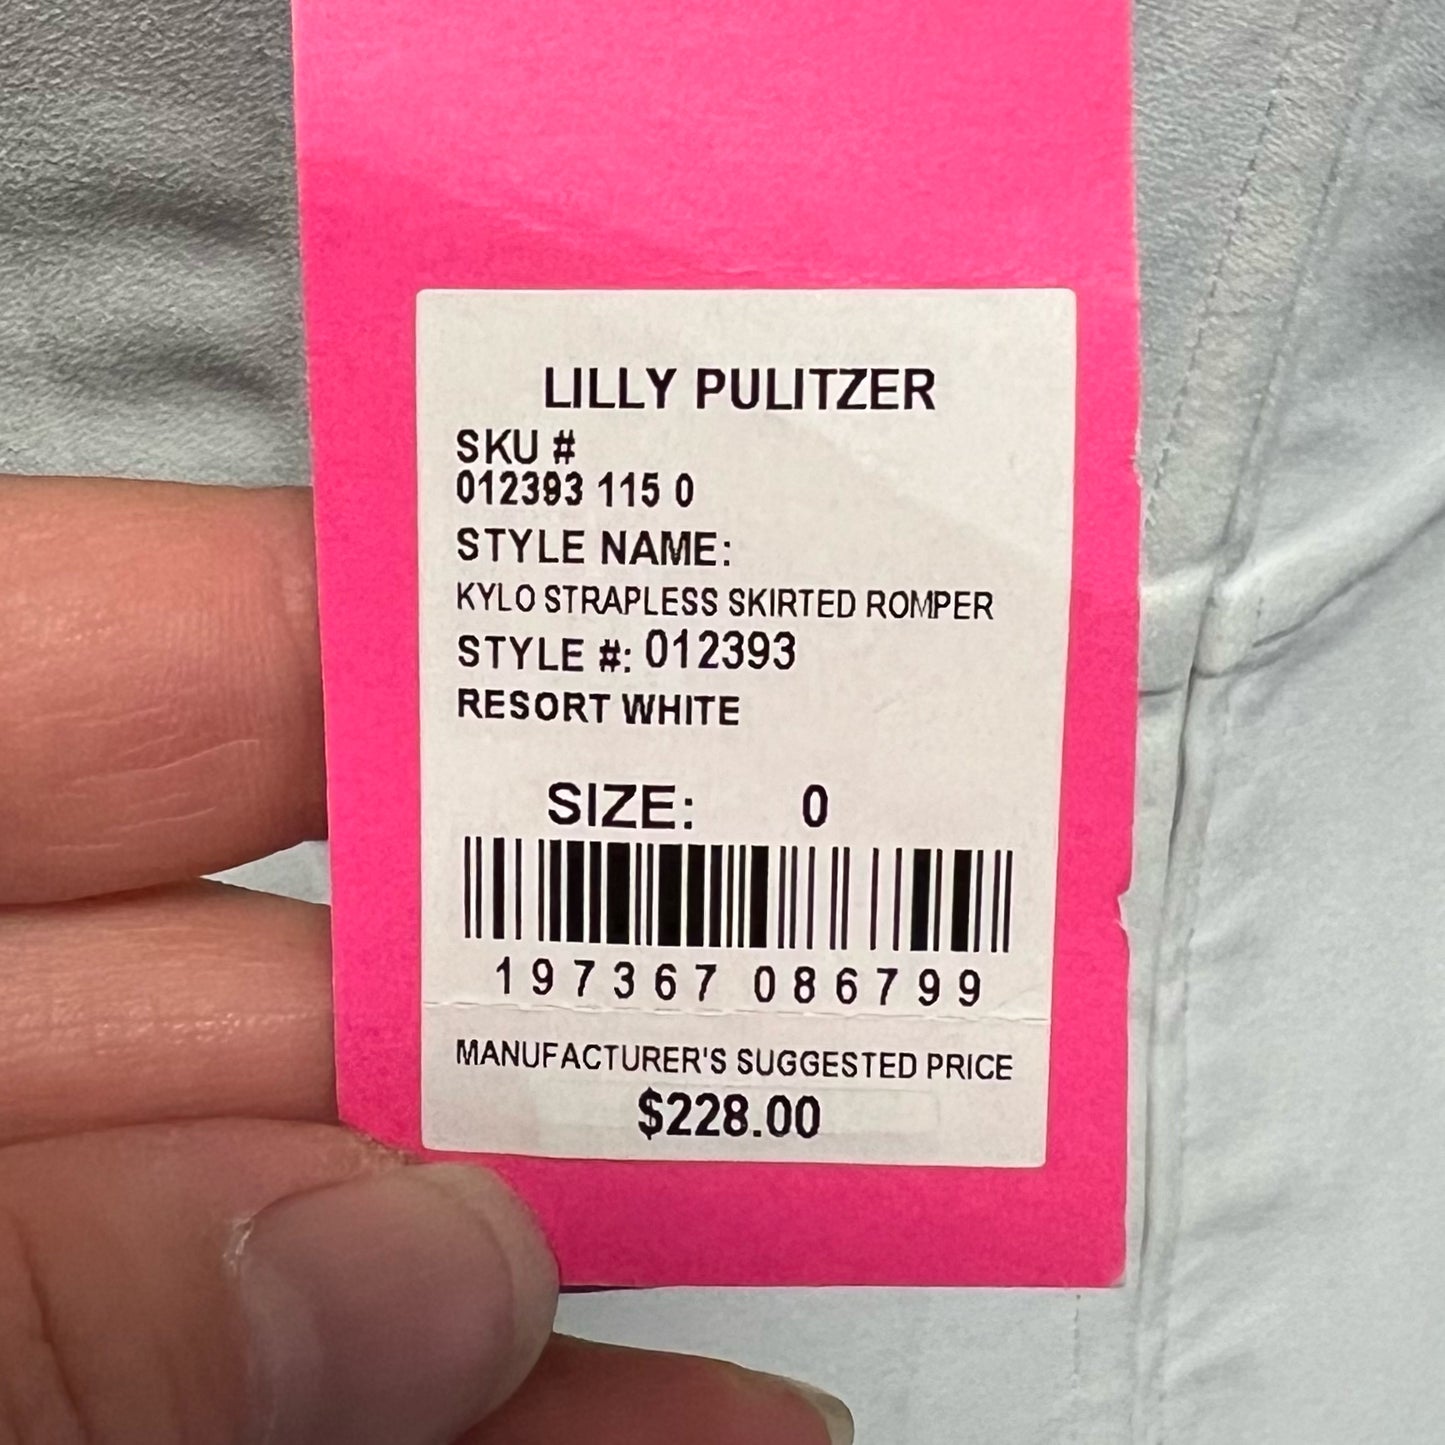 LILLY PULITZER
SKU #
012393 115 0
STYLE NAME:
KYLO STRAPLESS SKIRTED ROMPER
STYLE #: 012393
RESORT WHITE
SIZE: 0
197367 086799
MANUFACTURER'S SUGGESTED PRICE
$228.00